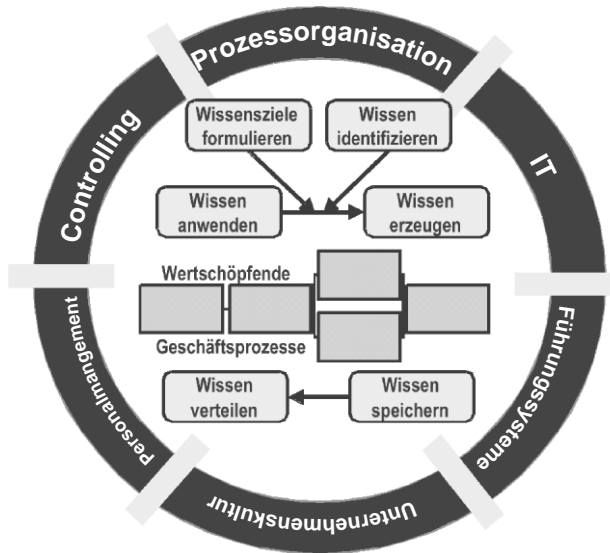 Prozessorganisation
Controlling
IT
Wissensziele
formulieren
Wissen
identifizieren
Wissen
anwenden
Wissen
erzeugen
Wertschöpfende
Geschäftsprozesse
Wissen
verteilen
Wissen
speichern
Personalmangement
Führungssysteme
Unternehmenskultur